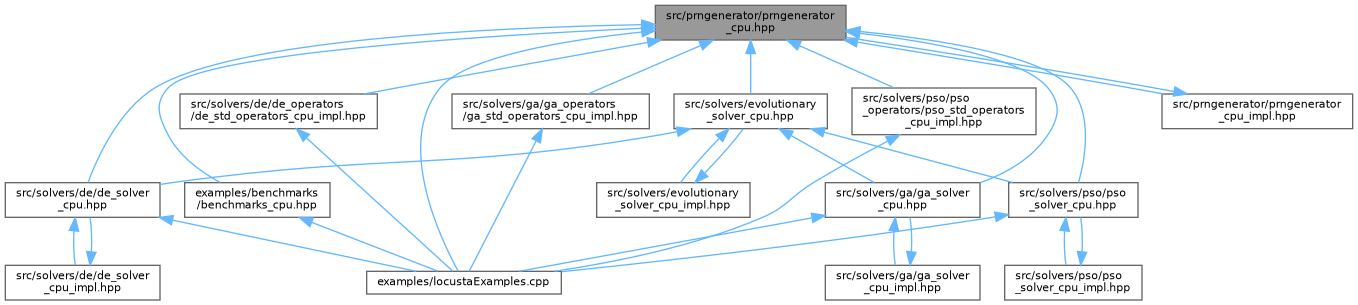 src/prngenerator/prngenerator
_cpu.hpp
src/solvers/de/de_operators
/de_std_operators_cpu_impl.hpp
src/solvers/ga/ga_operators
/ga_std_operators_cpu_impl.hpp
src/solvers/evolutionary
_solver_cpu.hpp
src/solvers/pso/pso
_operators/pso_std_operators
_cpu_impl.hpp
src/prngenerator/prngenerator
_cpu_impl.hpp
src/solvers/de/de_solver
_cpu.hpp
examples/benchmarks
/benchmarks_cpu.hpp
src/solvers/evolutionary
_solver_cpu_impl.hpp
src/solvers/ga/ga_solver
_cpu.hpp
src/solvers/pso/pso
_solver_cpu.hpp
src/solvers/de/de_solver
_cpu_impl.hpp
examples/locustaExamples.cpp
src/solvers/ga/ga_solver
_cpu_impl.hpp
src/solvers/pso/pso
_solver_cpu_impl.hpp